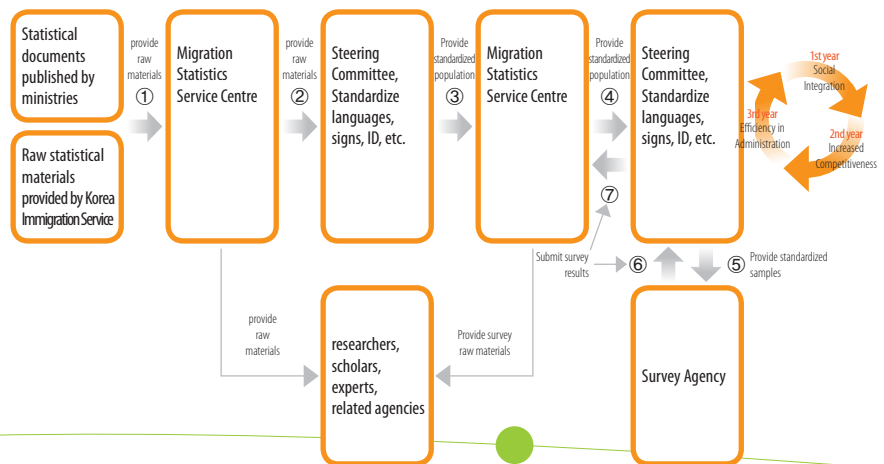 Statistical
documents
published by
ministries
Raw statistical
materials
provided by Korea
Immigration Service
provide
raw
materials
①
Migration
Statistics
Service Centre
provide
raw
materials
②
Steering
Committee,
Standardize
languages,
signs, ID, etc.
Provide
standardized
population
③
Migration
Statistics
Service Centre
Provide
standardized
population
④
⑦
Steering
Committee,
Standardize
languages,
signs, ID, etc.
1st year
Social
Integration
2nd year
Increased
Competitiveness
3rd year
Efficiency in
Administration
Submit survey
results
⑥
⑤ Provide standardized
samples
provide
raw
materials
researchers,
scholars,
experts,
related agencies
Provide survey
raw materials
Survey Agency